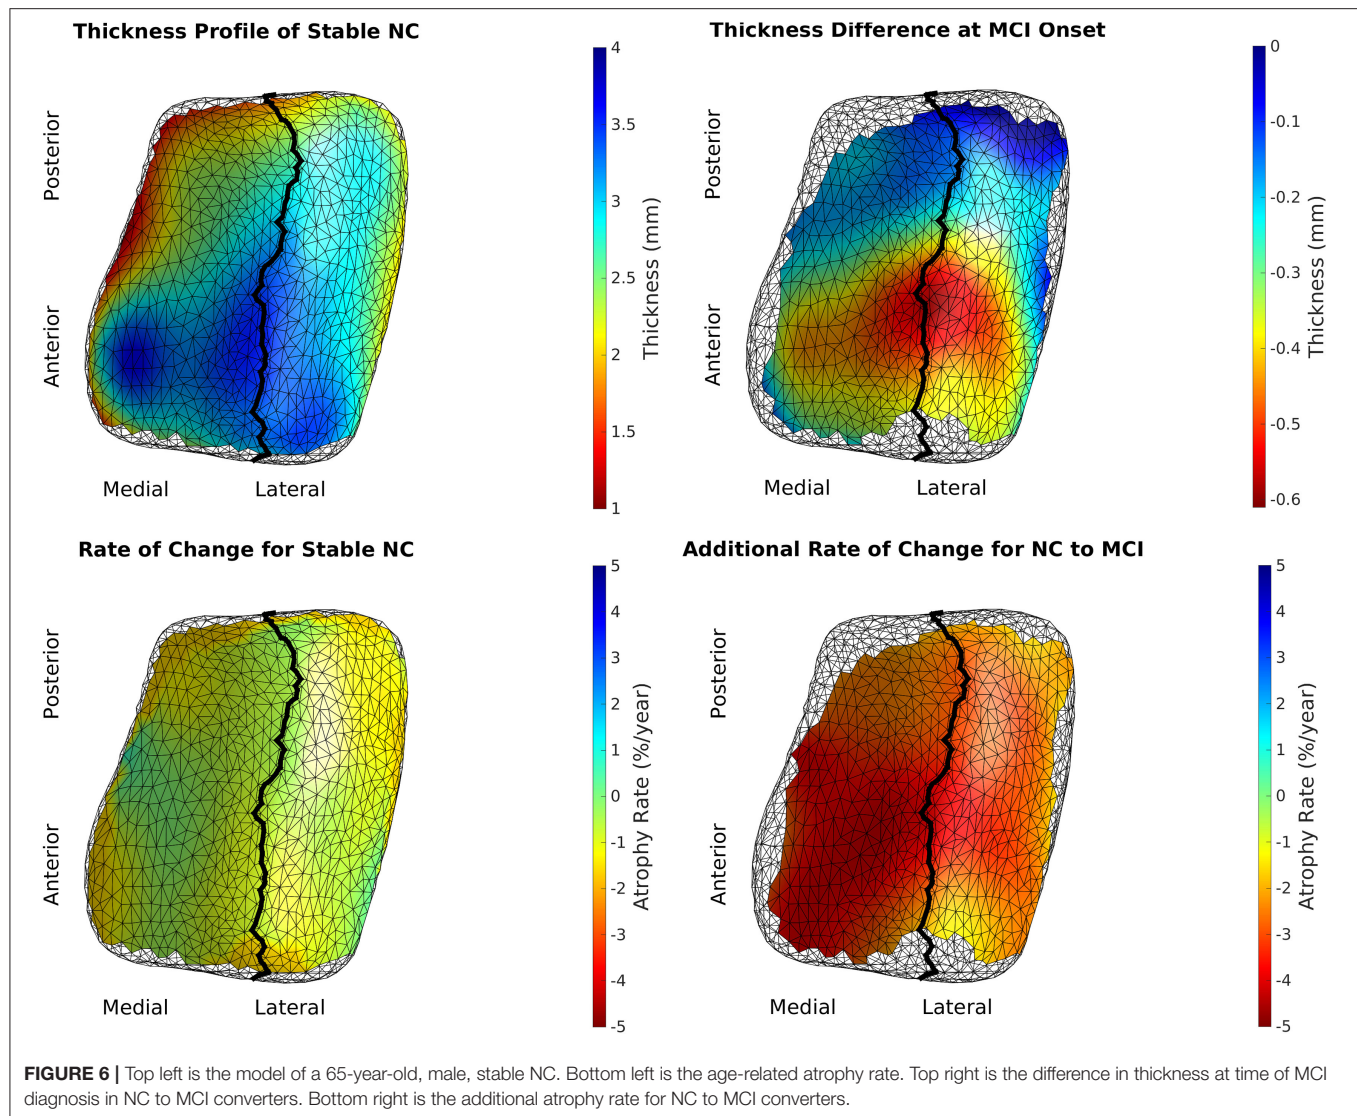 Thickness Profile of Stable NC
Posterior
Anterior
Medial
Lateral
4
3.5
3
2.5
2
1.5
1
Thickness (mm)
Thickness Difference at MCI Onset
Posterior
Anterior
Medial
Lateral
0
-0.1
-0.2
-0.3
-0.4
-0.5
-0.6
Thickness (mm)
Rate of Change for Stable NC
Posterior
Anterior
Medial
Lateral
5
4
3
2
1
0
-1
-2
-3
-4
-5
Atrophy Rate (%/year)
Additional Rate of Change for NC to MCI
Posterior
Anterior
Medial
Lateral
5
4
3
2
1
0
-1
-2
-3
-4
-5
Atrophy Rate (%/year)
FIGURE 6 | Top left is the model of a 65-year-old, male, stable NC. Bottom left is the age-related atrophy rate. Top right is the difference in thickness at time of MCI
diagnosis in NC to MCI converters. Bottom right is the additional atrophy rate for NC to MCI converters.